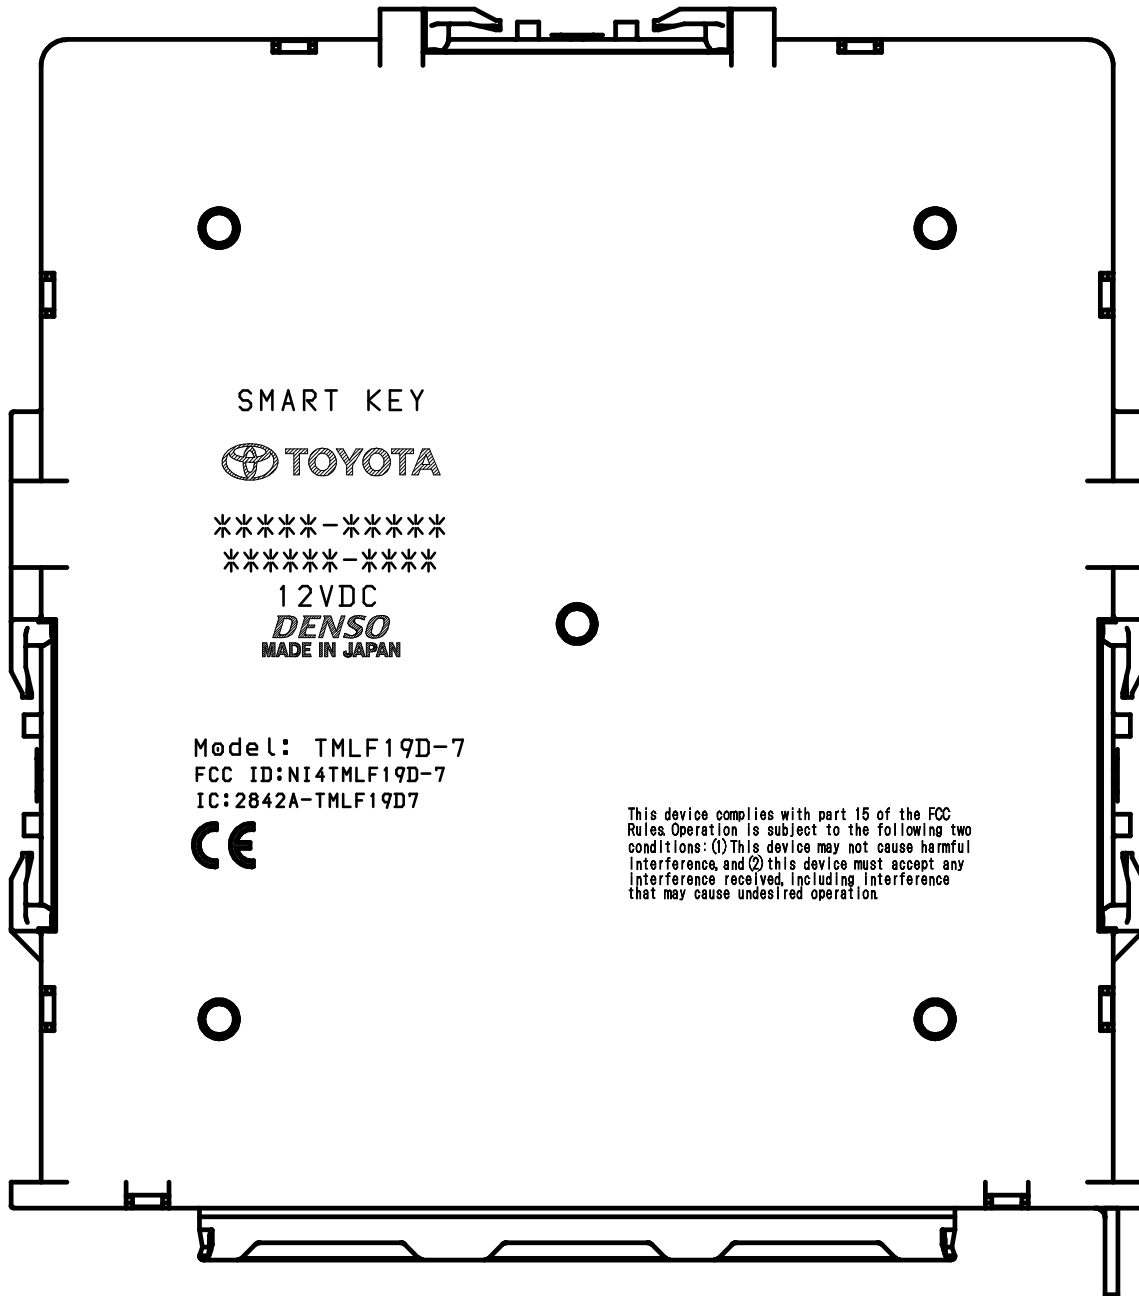 SMART KEY
TOYOTA
*****-*****
******-****
12VDC
DENSO
MADE IN JAPAN
Model: TMLF19D-7
FCC ID:NI4TMLF19D-7
IC:2842A-TMLF19D7
CE
This device complies with part 15 of the FCC
Rules. Operation is subject to the following two
conditions: (1) This device may not cause harmful
interference, and (2) this device must accept any
interference received, including interference
that may cause undesired operation.